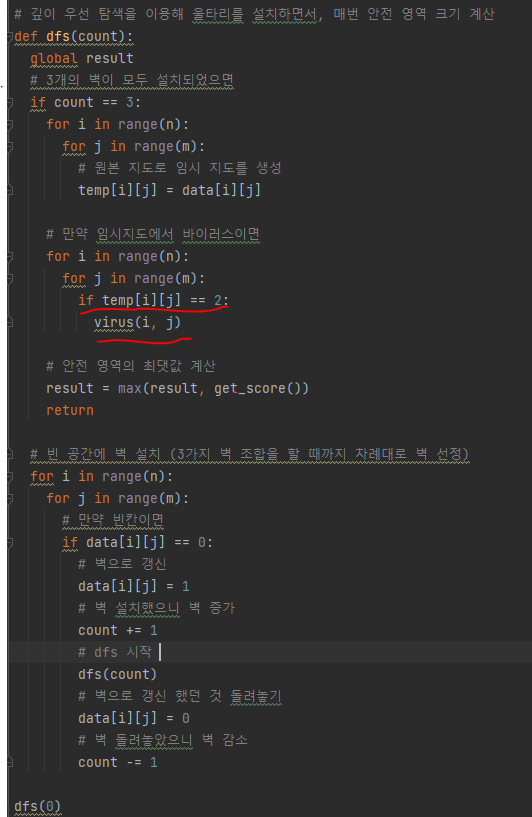 # 깊이 우선 탐색을 이용해 울타리를 설치하면서, 매번 안전 영역 크기 계산
def dfs(count):
  global result
  # 3개의 벽이 모두 설치되었으면
  if count == 3:
    for i in range(n):
      for j in range(m):
        # 원본 지도로 임시 지도를 생성
        temp[i][j] = data[i][j]

    # 만약 임시지도에서 바이러스이면
    for i in range(n):
      for j in range(m):
        if temp[i][j] == 2:
          virus(i, j)

    # 안전 영역의 최댓값 계산
    result = max(result, get_score())
    return

  # 빈 공간에 벽 설치 (3가지 벽 조합을 할 때까지 차례대로 벽 선정)
  for i in range(n):
    for j in range(m):
      # 만약 빈칸이면
      if data[i][j] == 0:
        # 벽으로 갱신
        data[i][j] = 1
        # 벽 설치했으니 벽 증가
        count += 1
        # dfs 시작
        dfs(count)
        # 벽으로 갱신 했던 것 돌려놓기
        data[i][j] = 0
        # 벽 돌려놓았으니 벽 감소
        count -= 1

dfs(0)